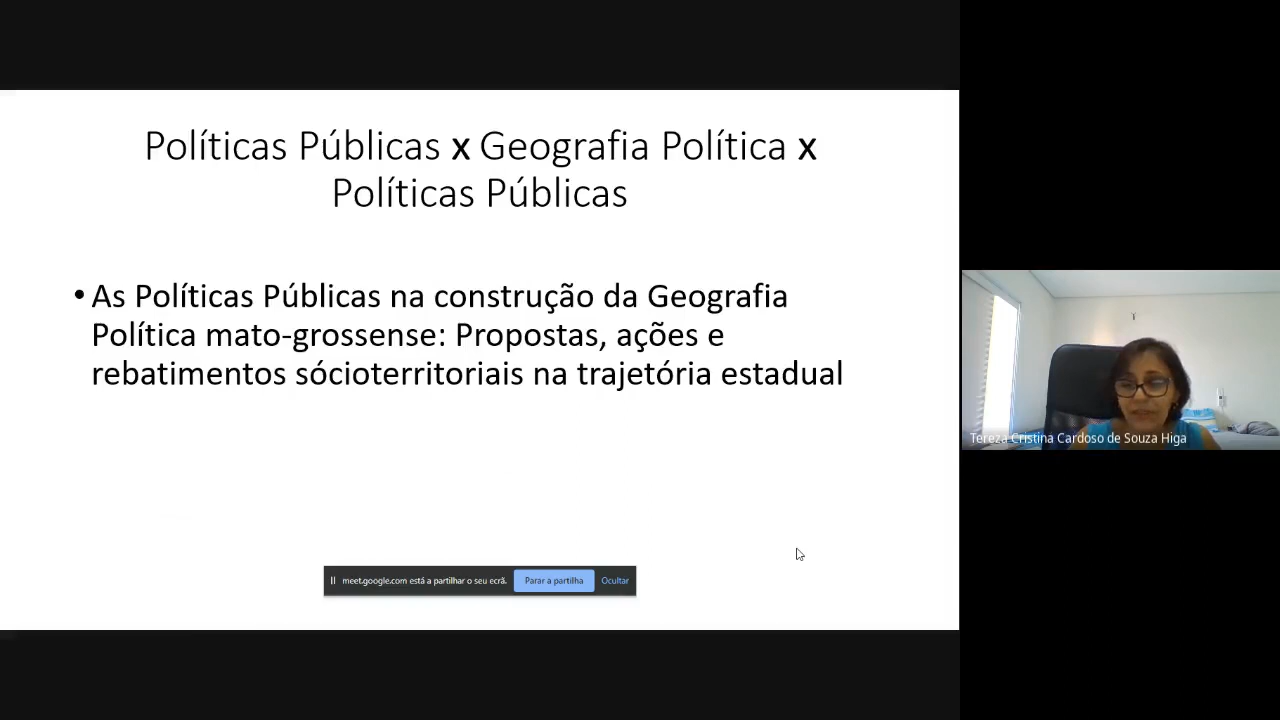 Políticas Públicas x Geografia Política x
Políticas Públicas
• As Políticas Públicas na construção da Geografia
Política mato-grossense: Propostas, ações e
rebatimentos sócioterritoriais na trajetória estadual
meet.google.com está a partilhar o seu ecrã. Parar a partilha Ocultar
Tereza Cristina Cardoso de Souza Higa